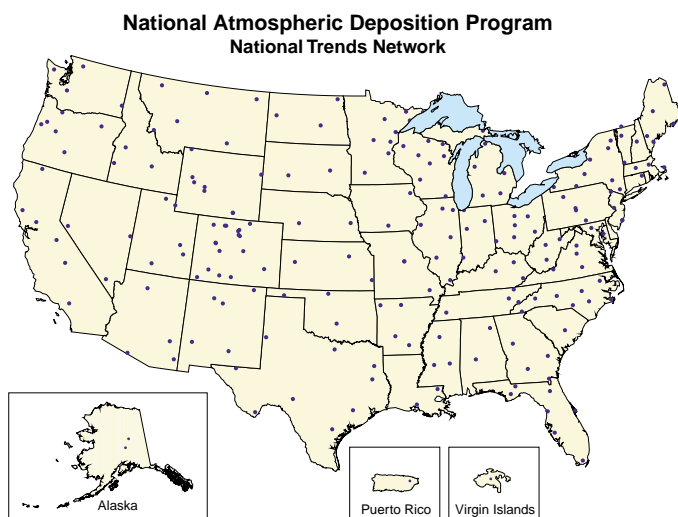 National Atmospheric Deposition Program
National Trends Network
Alaska
Puerto Rico
Virgin Islands